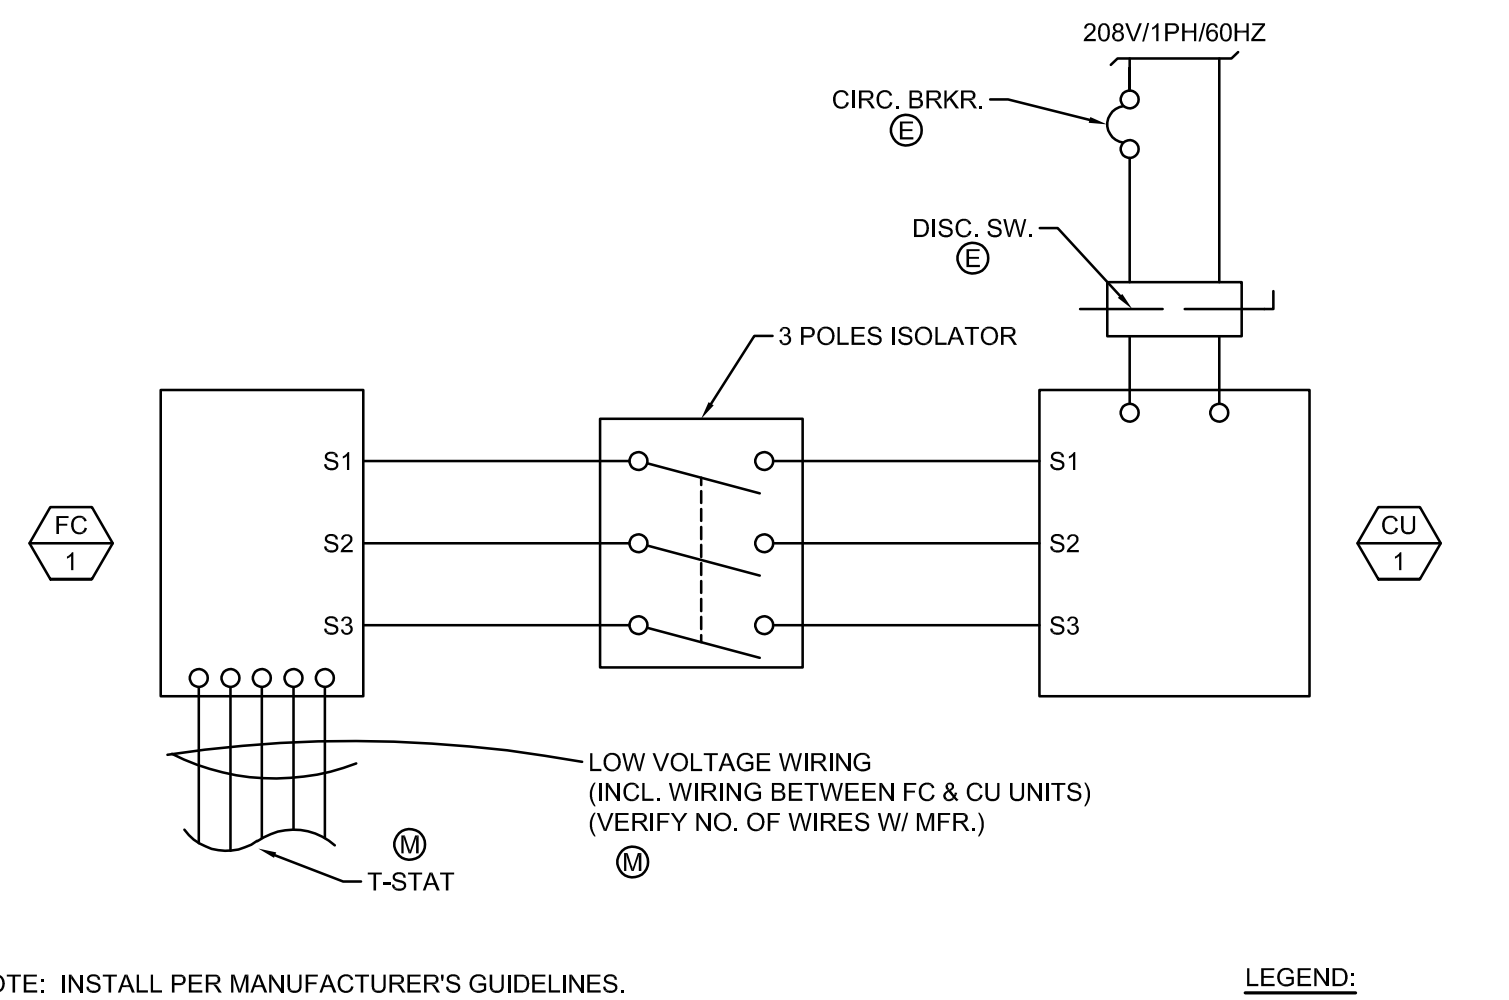 208V/1PH/60HZ
CIRC. BRKR.
E
DISC. SW.
E
3 POLES ISOLATOR
S1
S1
FC
1
S2
S2
CU
1
S3
S3
LOW VOLTAGE WIRING
(INCL. WIRING BETWEEN FC & CU UNITS)
(VERIFY NO. OF WIRES W/ MFR.)
M
M
T-STAT
OTE: INSTALL PER MANUFACTURER'S GUIDELINES.
LEGEND: